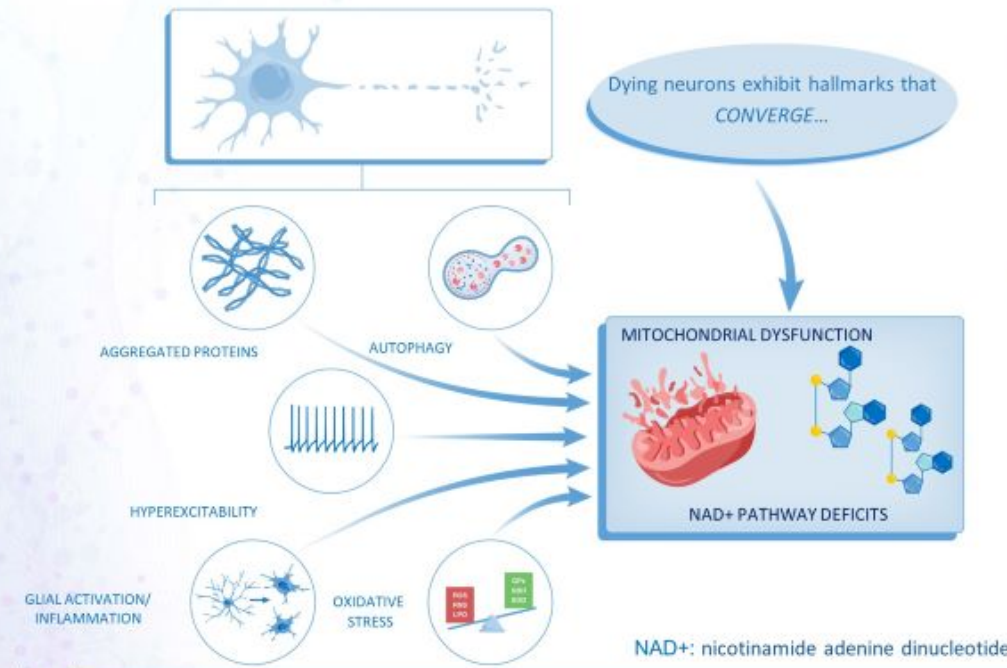 Dying neurons exhibit hallmarks that
CONVERGE...
AGGREGATED PROTEINS
AUTOPHAGY
MITOCHONDRIAL DYSFUNCTION
NAD+ PATHWAY DEFICITS
HYPEREXCITABILITY
GLIAL ACTIVATION/
INFLAMMATION
OXIDATIVE
STRESS
NAD+: nicotinamide adenine dinucleotide